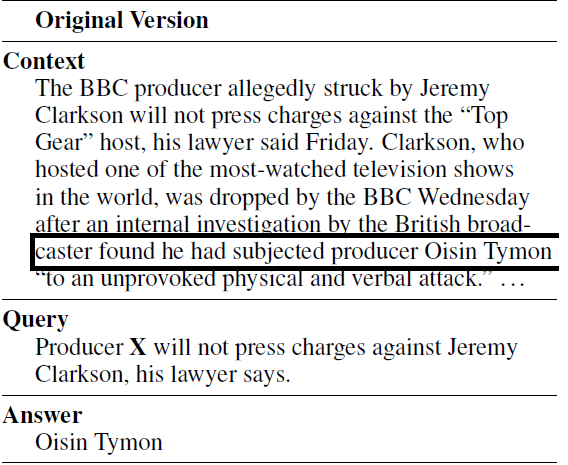 Original Version
Context
The BBC producer allegedly struck by Jeremy
Clarkson will not press charges against the “Top
Gear” host, his lawyer said Friday. Clarkson, who
hosted one of the most-watched television shows
in the world, was dropped by the BBC Wednesday
after an internal investigation by the British broad-
caster found he had subjected producer Oisin Tymon
“to an unprovoked physical and verbal attack.” …
Query
Producer X will not press charges against Jeremy
Clarkson, his lawyer says.
Answer
Oisin Tymon